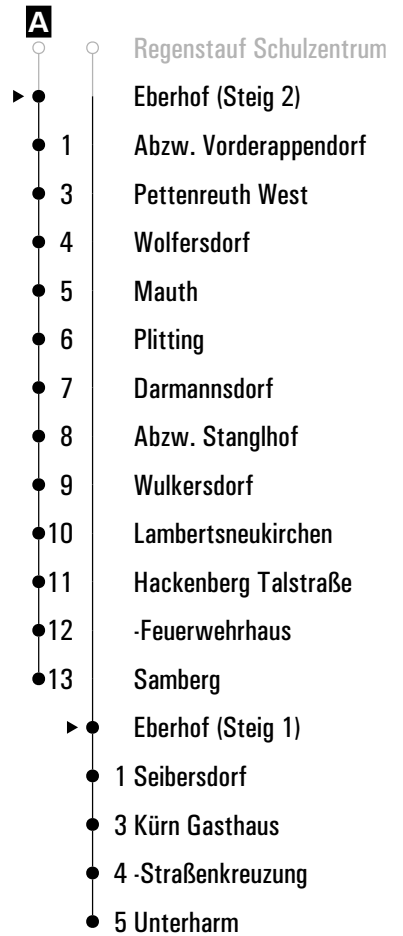 A
Regenstauf Schulzentrum
Eberhof (Steig 2)
1 Abzw. Vorderappendorf
3 Pettenreuth West
4 Wolfersdorf
5 Mauth
6 Plitting
7 Darmannsdorf
8 Abzw. Stanglhof
9 Wulkersdorf
10 Lambertsneukirchen
11 Hackenberg Talstraße
12 -Feuerwehrhaus
13 Samberg
Eberhof (Steig 1)
1 Seibersdorf
3 Kürn Gasthaus
4 -Straßenkreuzung
5 Unterharm